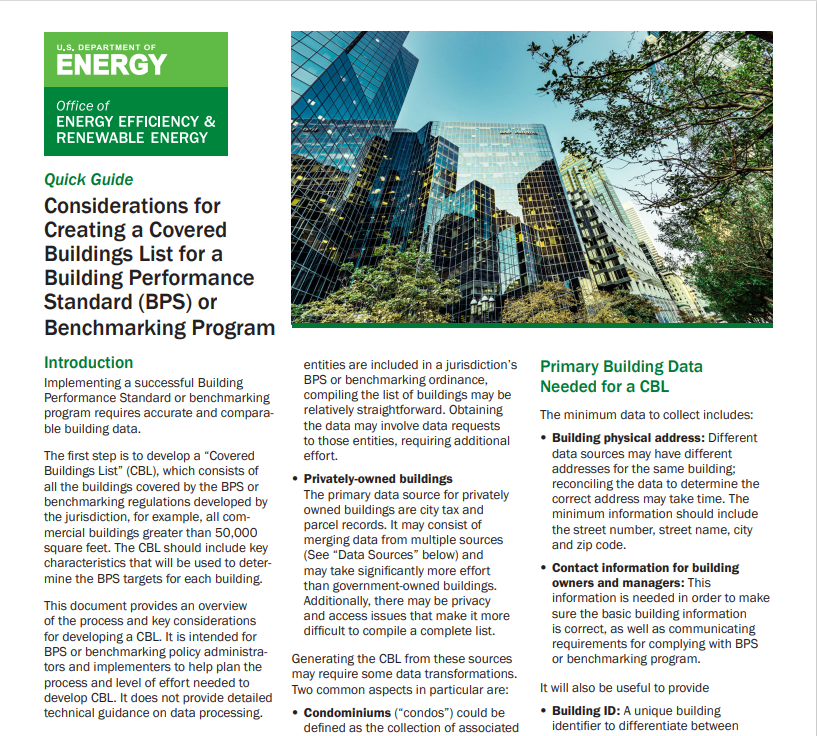 U.S. DEPARTMENT OF
ENERGY
Office of
ENERGY EFFICIENCY &
RENEWABLE ENERGY
Quick Guide
Considerations for
Creating a Covered
Buildings List for a
Building Performance
Standard (BPS) or
Benchmarking Program
Introduction
Implementing a successful Building
Performance Standard or benchmarking
program requires accurate and compara-
ble building data.
The first step is to develop a “Covered
Buildings List” (CBL), which consists of
all the buildings covered by the BPS or
benchmarking regulations developed by
the jurisdiction, for example, all com-
mercial buildings greater than 50,000
square feet. The CBL should include key
characteristics that will be used to deter-
mine the BPS targets for each building.
This document provides an overview
of the process and key considerations
for developing a CBL. It is intended for
BPS or benchmarking policy administra-
tors and implementers to help plan the
process and level of effort needed to
develop CBL. It does not provide detailed
technical guidance on data processing.
entities are included in a jurisdiction’s
BPS or benchmarking ordinance,
compiling the list of buildings may be
relatively straightforward. Obtaining
the data may involve data requests
to those entities, requiring additional
effort.
• Privately-owned buildings
The primary data source for privately
owned buildings are city tax and
parcel records. It may consist of
merging data from multiple sources
(See “Data Sources” below) and
may take significantly more effort
than government-owned buildings.
Additionally, there may be privacy
and access issues that make it more
difficult to compile a complete list.
Generating the CBL from these sources
may require some data transformations.
Two common aspects in particular are:
• Condominiums (“condos”) could be
defined as the collection of associated
Primary Building Data
Needed for a CBL
The minimum data to collect includes:
• Building physical address: Different
data sources may have different
addresses for the same building;
reconciling the data to determine the
correct address may take time. The
minimum information should include
the street number, street name, city
and zip code.
• Contact information for building
owners and managers: This
information is needed in order to make
sure the basic building information
is correct, as well as communicating
requirements for complying with BPS
or benchmarking program.
It will also be useful to provide
• Building ID: A unique building
identifier to differentiate between